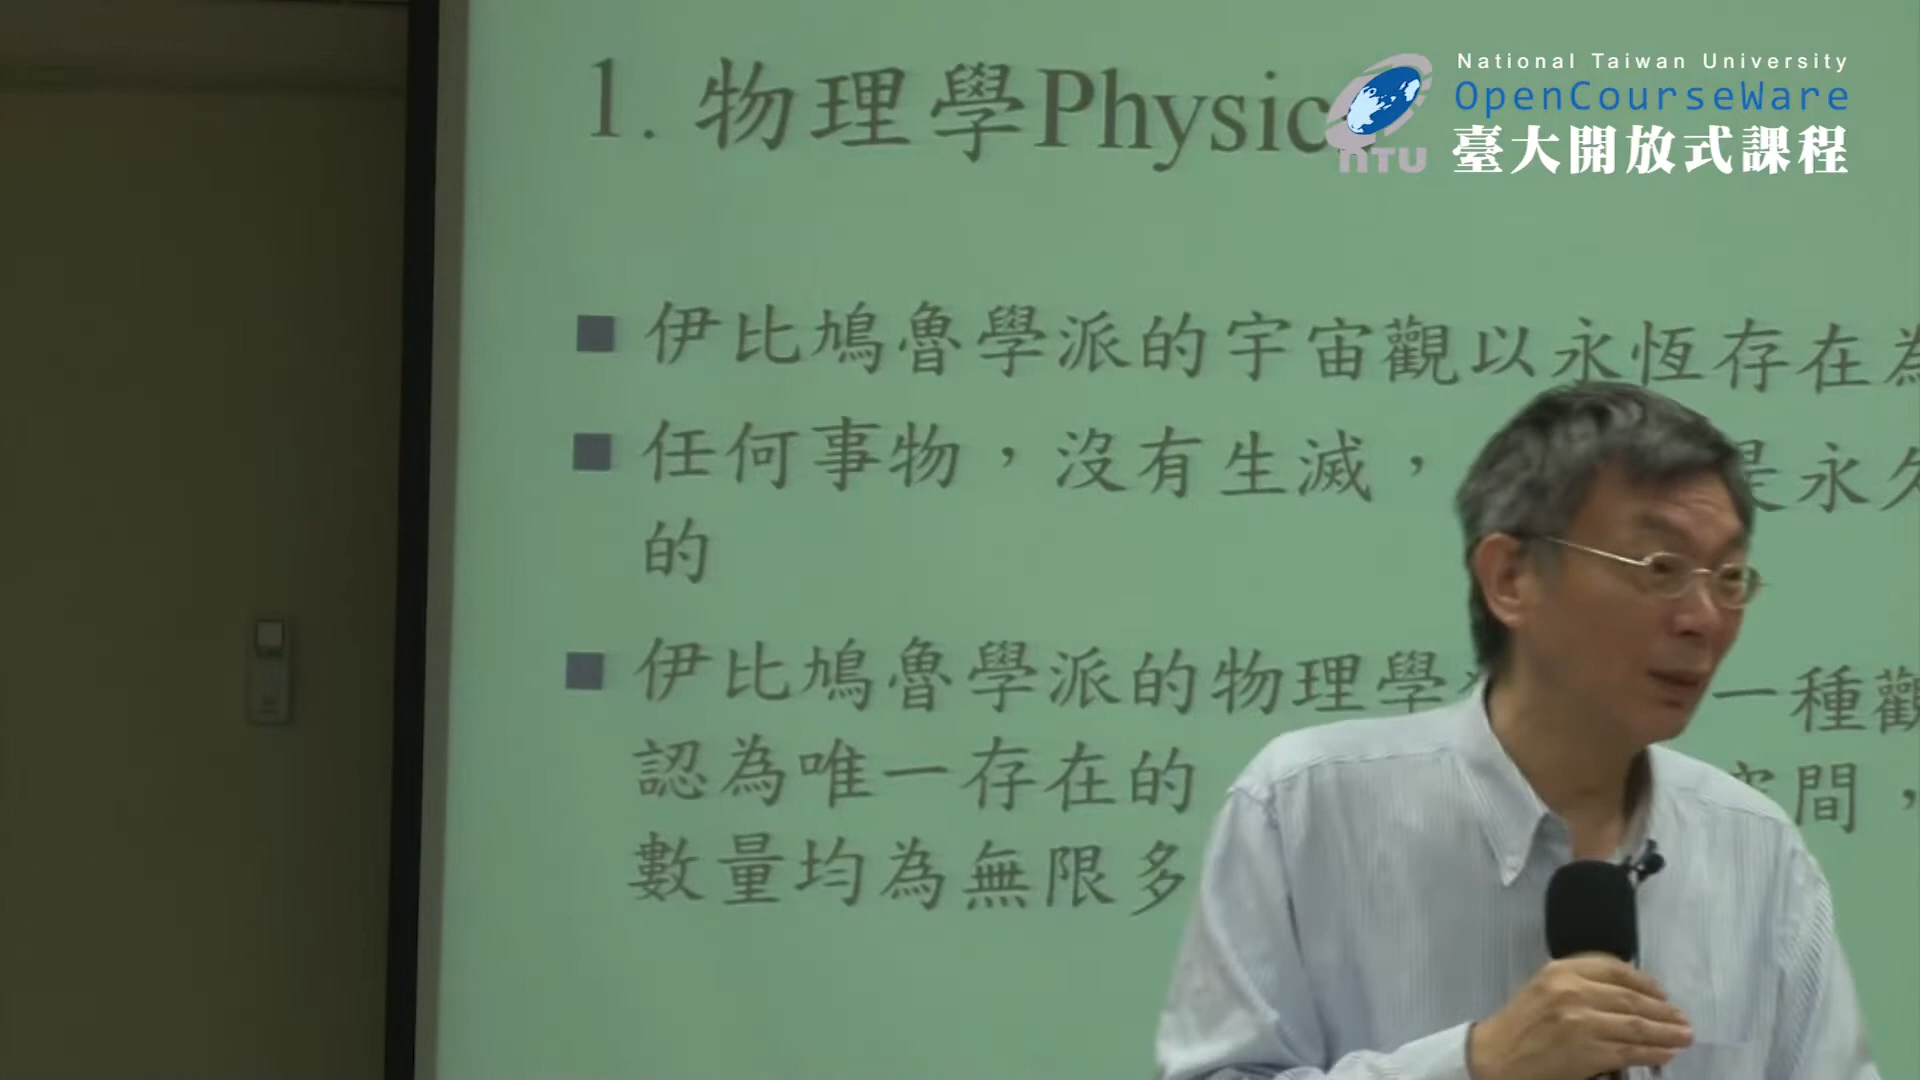 National Taiwan University
OpenCourseWare
臺大開放式課程
NTU
1. 物理學Physic
伊比鳩魯學派的宇宙觀以永恆存在為
任何事物，沒有生滅，是永久
的
伊比鳩魯學派的物理學 一種觀
認為唯一存在的 空間，
數量均為無限多